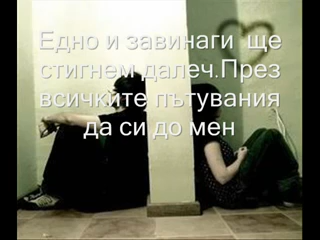 Едно и завинаги ще
стигнем далеч.През
всичките пътувания
да си до мен